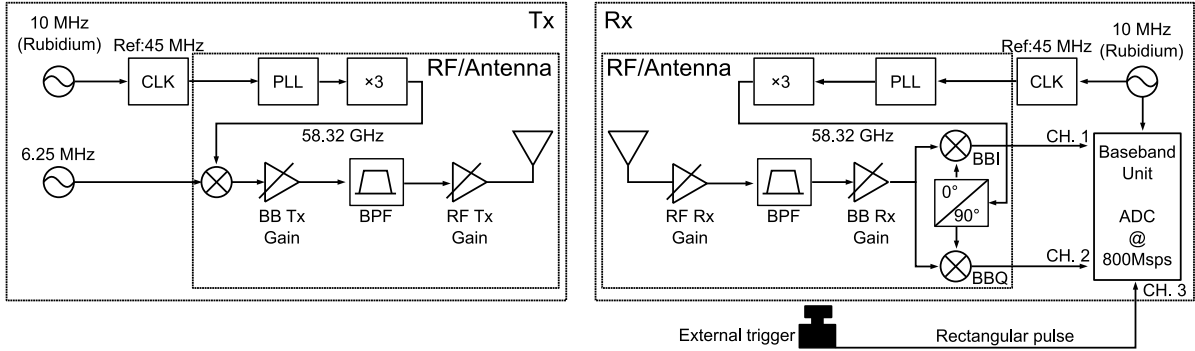 Tx
10 MHz
(Rubidium)
Ref:45 MHz
RF/Antenna
CLK
PLL
×3
58.32 GHz
6.25 MHz
BB Tx
Gain
BPF
RF Tx
Gain
Rx
10 MHz
(Rubidium)
Ref:45 MHz
RF/Antenna
×3
PLL
CLK
58.32 GHz
CH. 1
BBI
Baseband
Unit
ADC
@
800Msps
0°
90°
RF Rx
Gain
BPF
BB Rx
Gain
CH. 2
BBQ
CH. 3
External trigger
Rectangular pulse